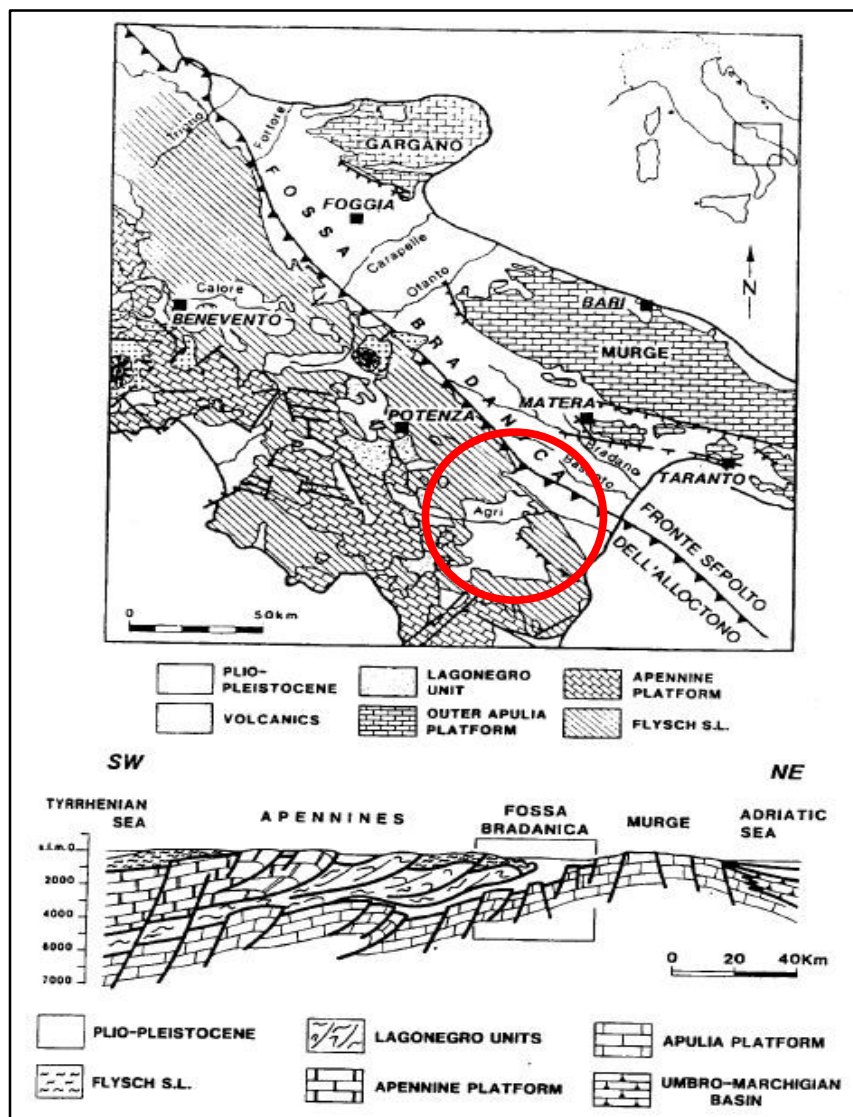 GARGANO
Trigno
Fortore
FOSSA
FOGGIA
Carapelle
Ofanto
N
Calore
BENEVENTO
BRADANICA
BARI
MURGE
MATERA
POTENZA
Bradano
Basento
TARANTO
Agri
FRONTE SEPOLTO
DELL'ALLOCTONO
0 50km
PLIO-
PLEISTOCENE
LAGONEGRO
UNIT
APENNINE
PLATFORM
VOLCANICS
OUTER APULIA
PLATFORM
FLYSCH S.L.
SW
NE
TYRRHENIAN
SEA
APENNINES
FOSSA
BRADANICA
MURGE
ADRIATIC
SEA
s.l.m.0
2000
4000
6000
7000
0 20 40Km
PLIO-PLEISTOCENE
LAGONEGRO UNITS
APULIA PLATFORM
FLYSCH S.L.
APENNINE PLATFORM
UMBRO-MARCHIGIAN
BASIN